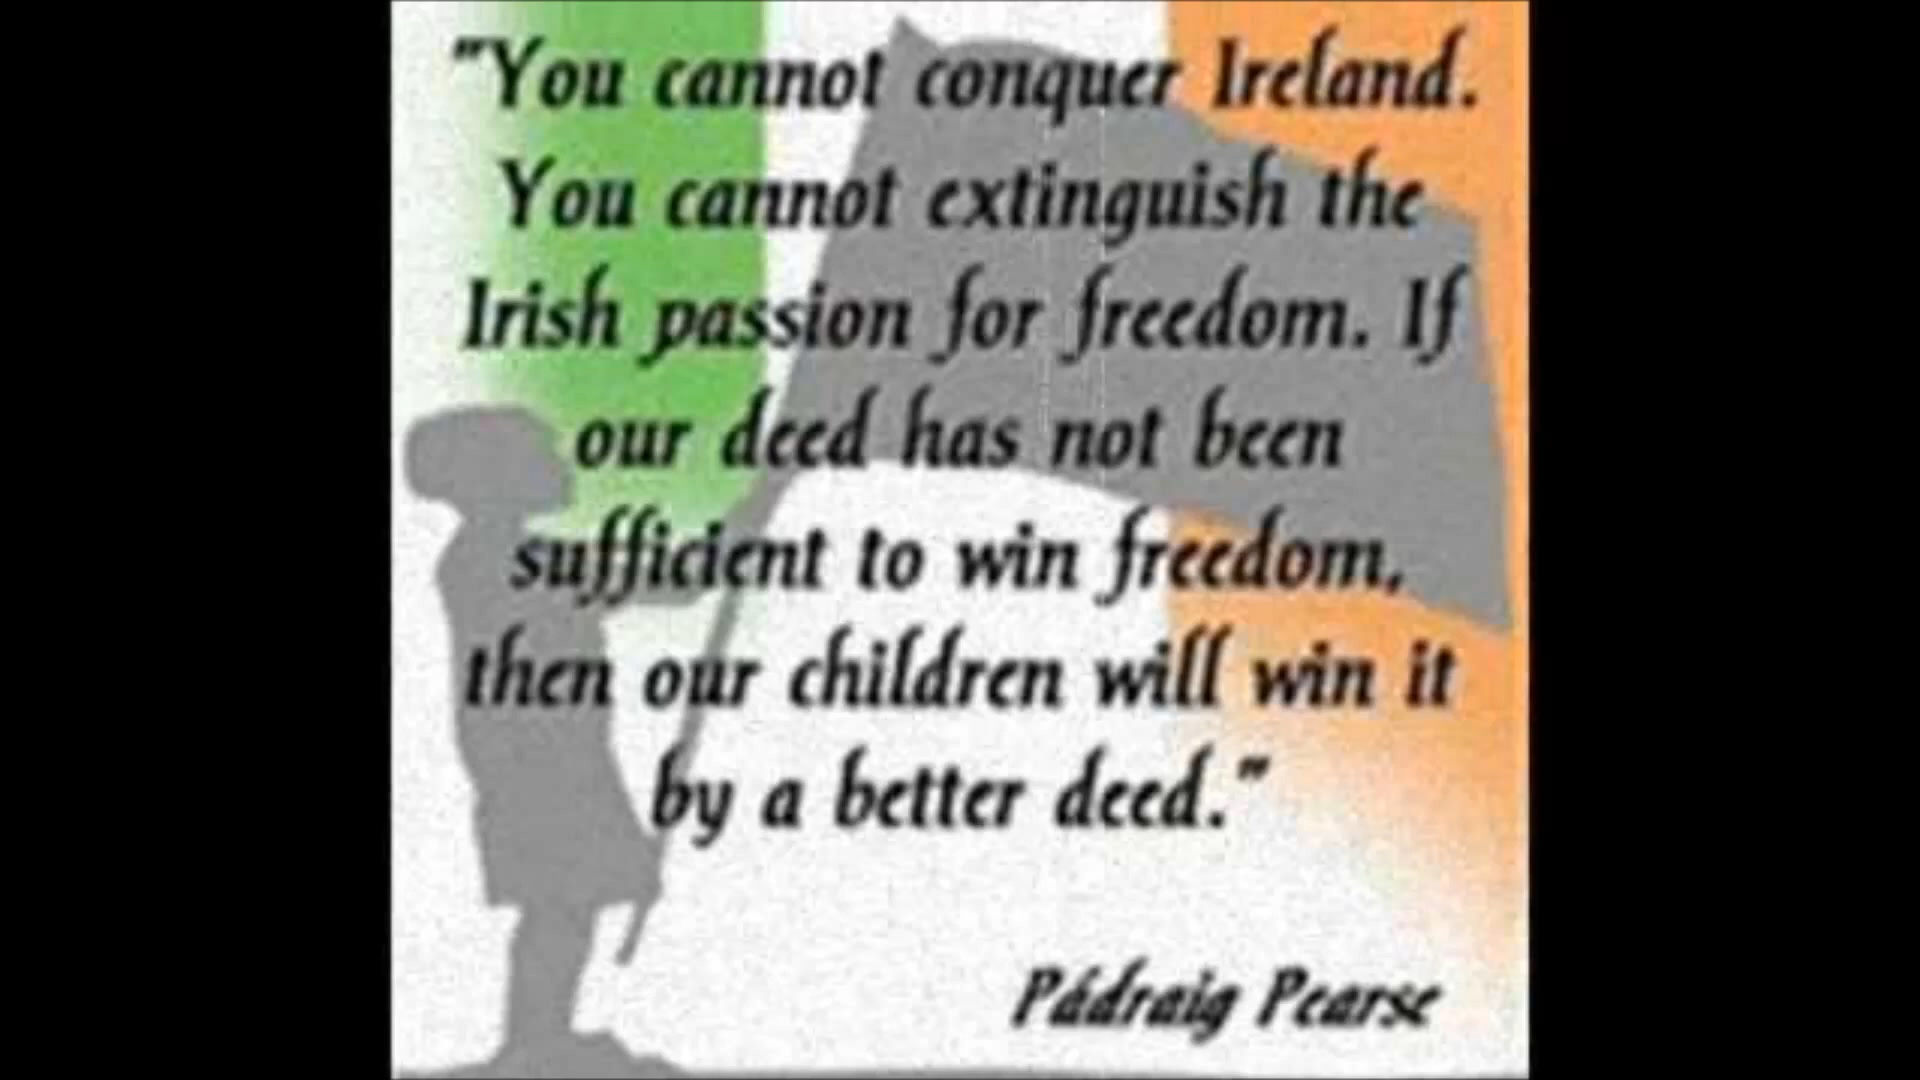 "You cannot conquer Ireland.
You cannot extinguish the
Irish passion for freedom. If
our deed has not been
sufficient to win freedom,
then our children will win it
by a better deed."
Pádraig Pearse